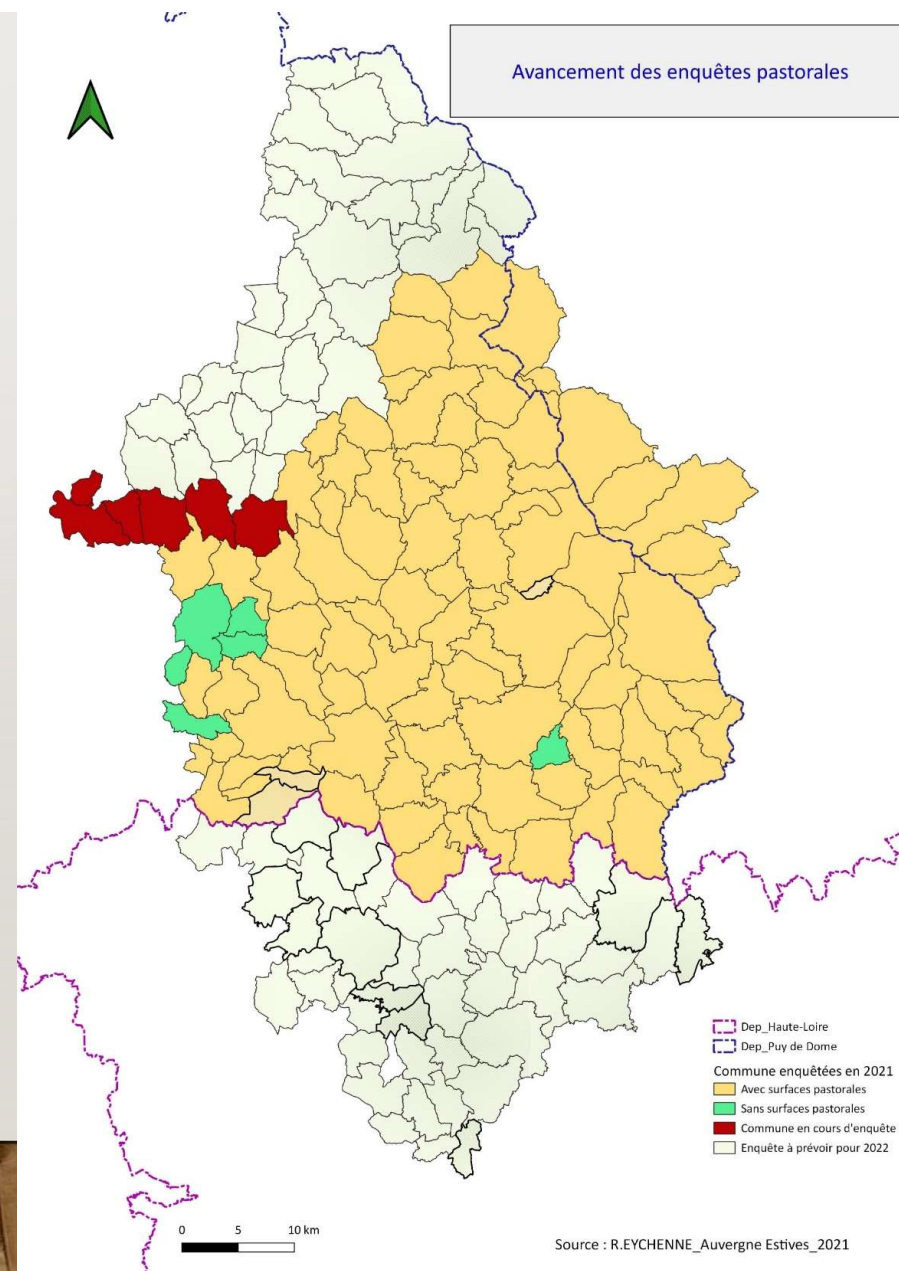 Avancement des enquêtes pastorales
Dep_Haute-Loire
Dep_Puy de Dome
Commune enquêtées en 2021
Avec surfaces pastorales
Sans surfaces pastorales
Commune en cours d'enquête
Enquête à prévoir pour 2022
0 5 10 km
Source : R.EYCHENNE_Auvergne Estives_2021